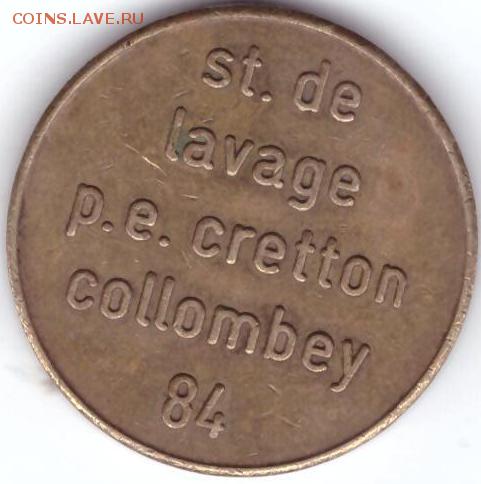 COINS.LAVE.RU
st. de
lavage
p.e. cretton
collombey
84